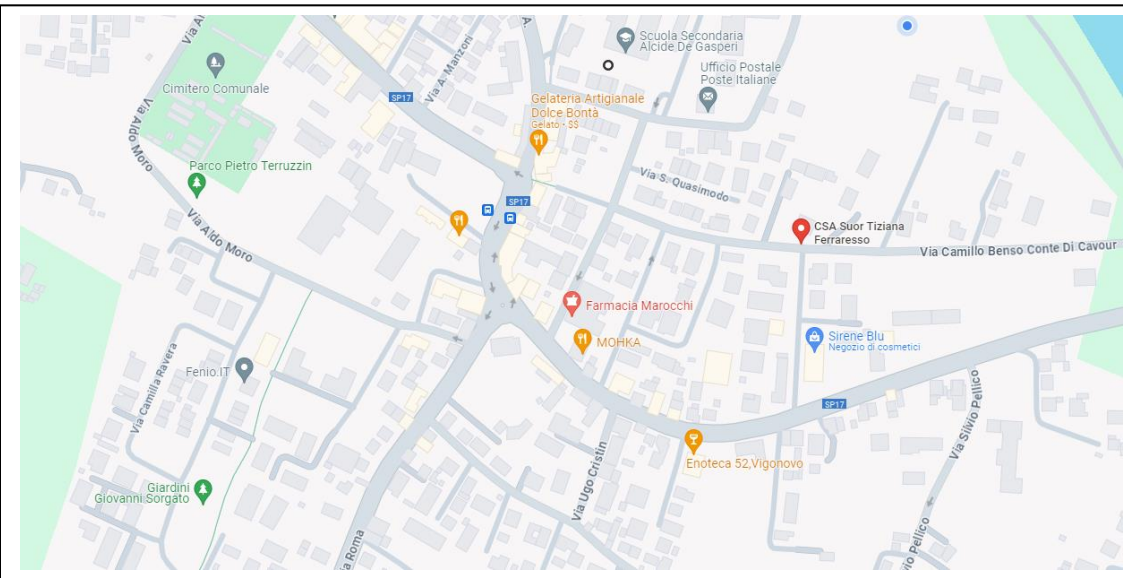 Via Al
Cimitero Comunale
Via Aldo Moro
Parco Pietro Terruzzin
Via Aldo Moro
SP17
Via A. Manzoni
A.
Scuola Secondaria
Alcide De Gasperi
Ufficio Postale
Poste Italiane
Gelateria Artigianale
Dolce Bontà
Gelato · $$
Via S. Quasimodo
SP17
CSA Suor Tiziana
Ferraresso
Via Camillo Benso Conte Di Cavour
Farmacia Marocchi
MOHKA
Sirene Blu
Negozio di cosmetici
Fenio.IT
Via Camilla Ravera
SP17
Via Silvio Pellico
Enoteca 52,Vigonovo
Via Ugo Cristin
Giardini
Giovanni Sorgato
Via Roma
vio Pellico